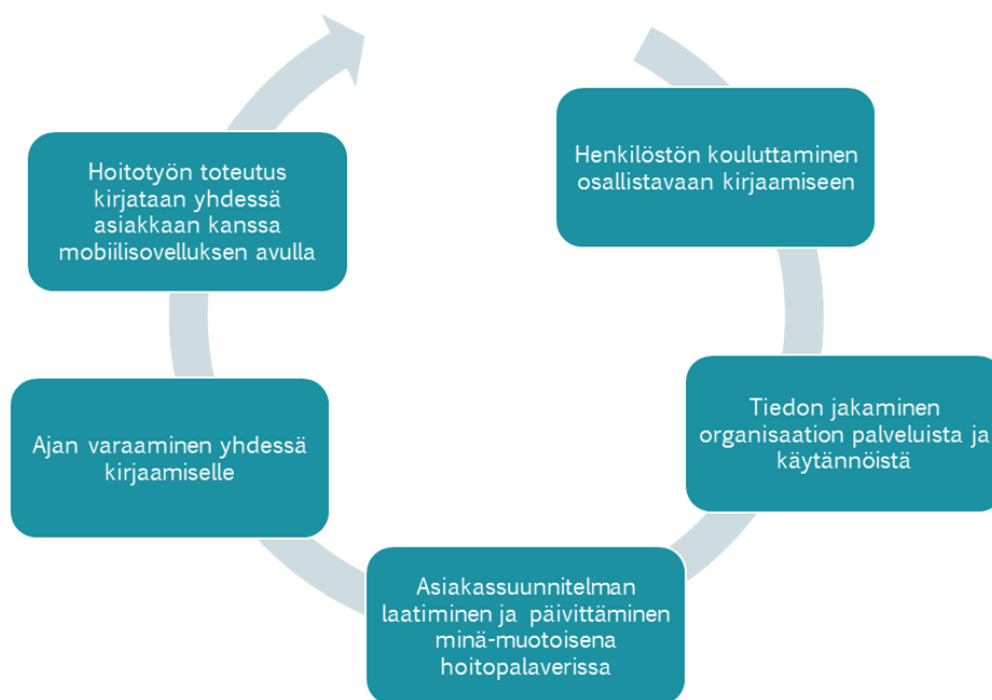 Henkilöstön kouluttaminen
osallistavaan kirjaamiseen
Tiedon jakaminen
organisaation palveluista ja
käytännöistä
Asiakassuunnitelman
laatiminen ja päivittäminen
minä-muotoisena
hoitopalaverissa
Ajan varaaminen yhdessä
kirjaamiselle
Hoitotyön toteutus
kirjataan yhdessä
asiakkaan kanssa
mobiilisovelluksen avulla